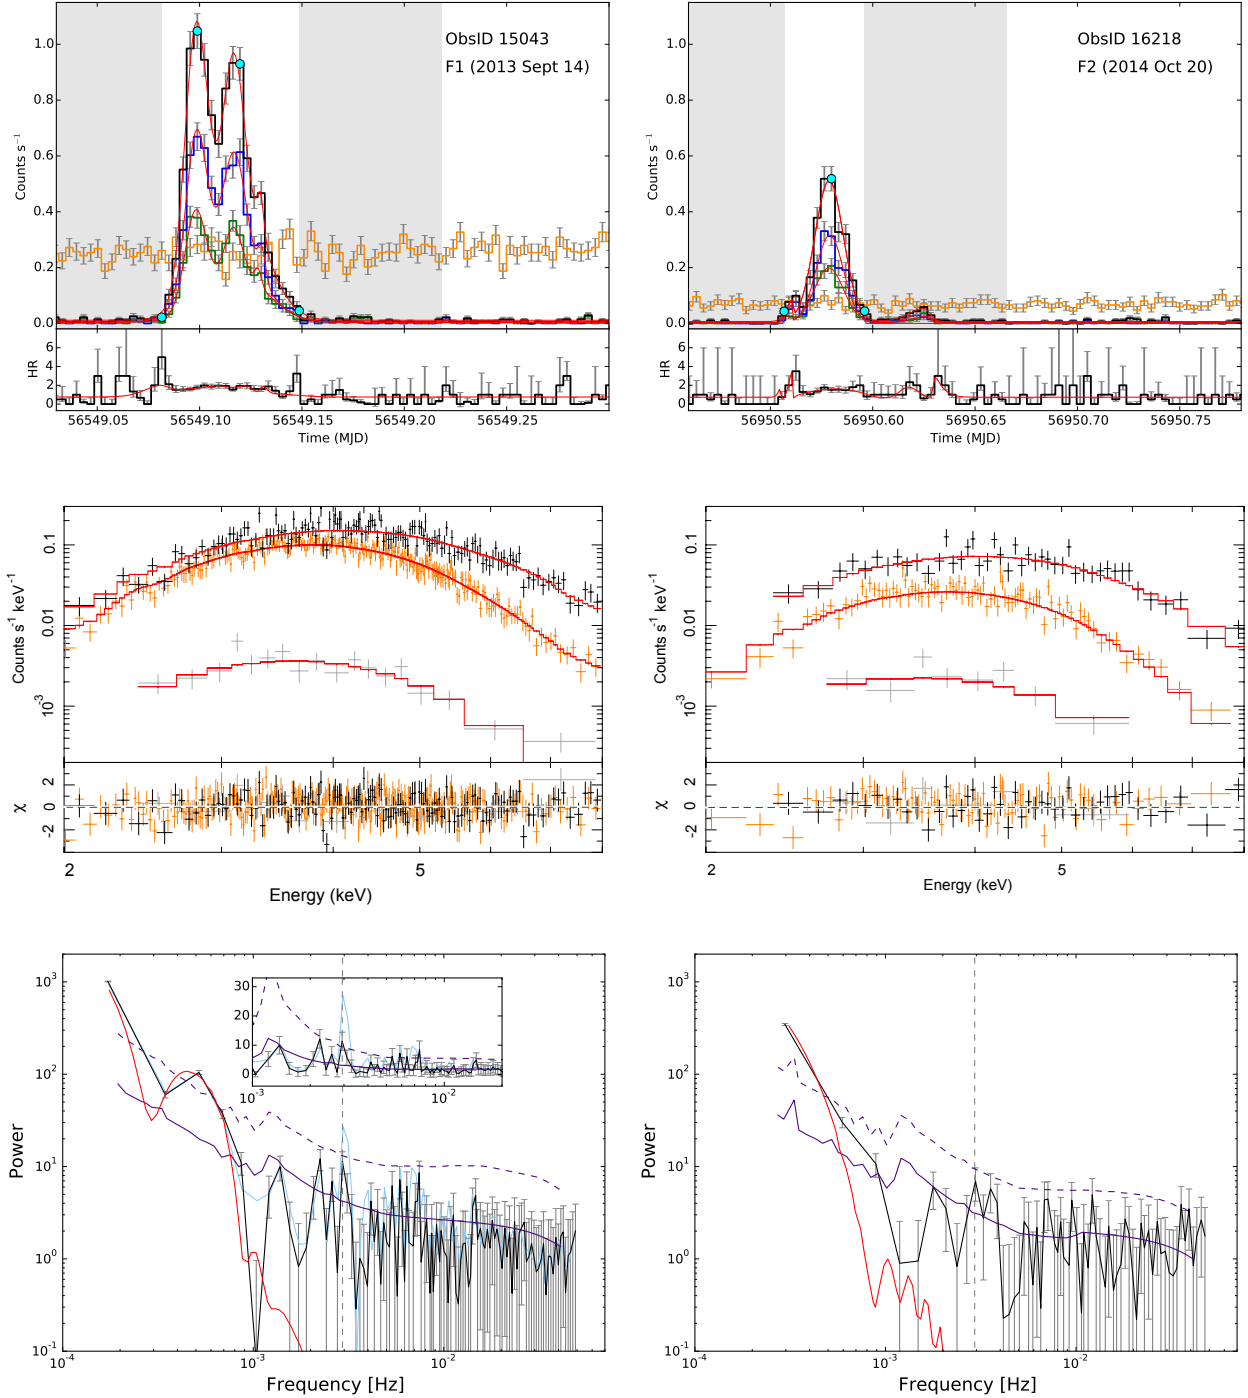 ObsID 15043
F1 (2013 Sept 14)
Counts s⁻¹
1.0
0.8
0.6
0.4
0.2
0.0
HR
6
4
2
0
56549.05 56549.10 56549.15 56549.20 56549.25
Time (MJD)
ObsID 16218
F2 (2014 Oct 20)
Counts s⁻¹
1.0
0.8
0.6
0.4
0.2
0.0
HR
6
4
2
0
56950.55 56950.60 56950.65 56950.70 56950.75
Time (MJD)
Counts s⁻¹ keV⁻¹
0.1
0.01
10⁻³
χ
2
0
-2
2 5
Energy (keV)
Counts s⁻¹ keV⁻¹
0.1
0.01
10⁻³
χ
2
0
-2
2 5
Energy (keV)
Power
10³
10²
10¹
10⁰
10⁻¹
30
20
10
0
10⁻³ 10⁻²
10⁻⁴ 10⁻³ 10⁻²
Frequency [Hz]
Power
10³
10²
10¹
10⁰
10⁻¹
10⁻⁴ 10⁻³ 10⁻²
Frequency [Hz]